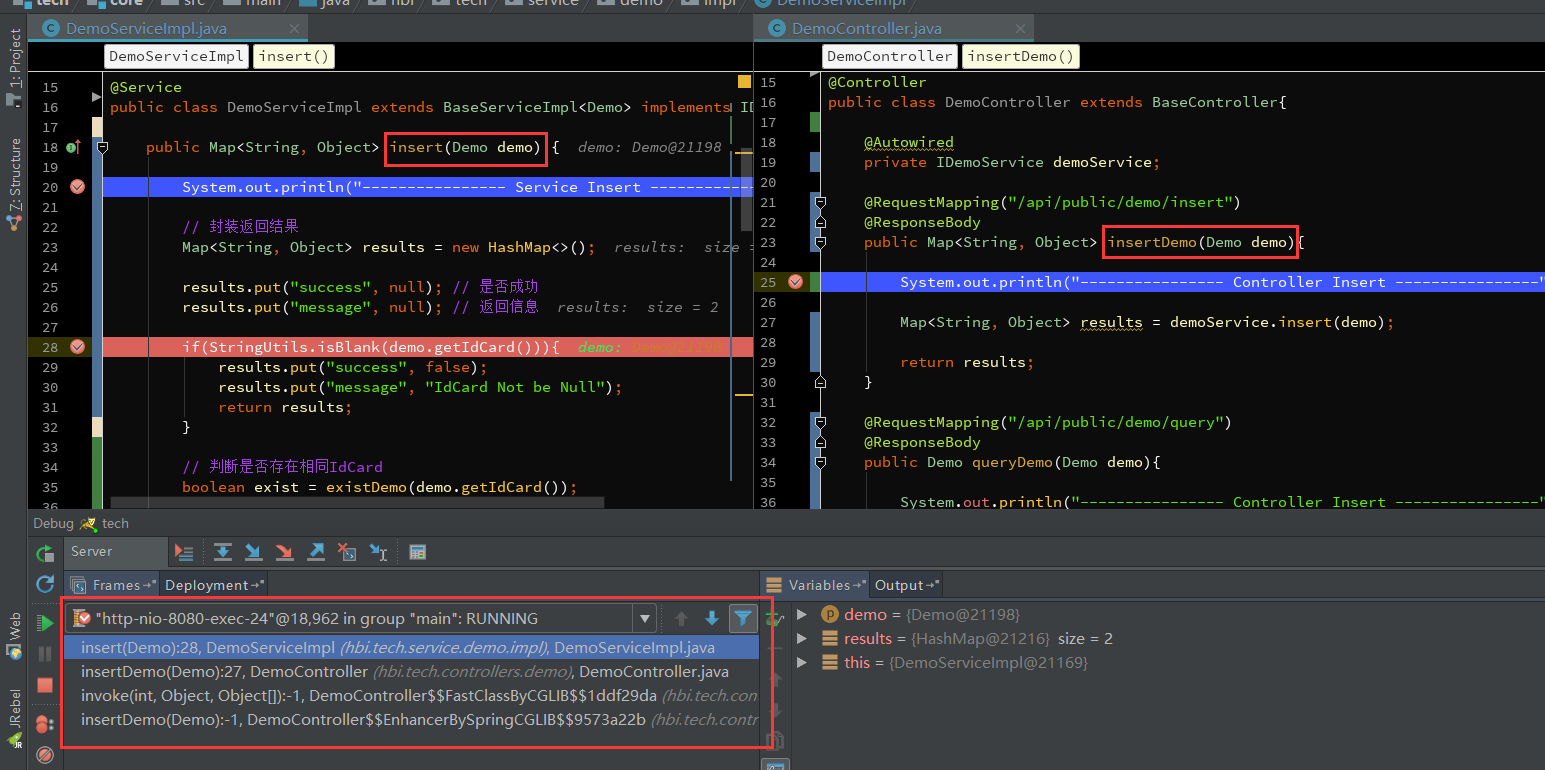 tech core src main java hbi tech service demo impl DemoServiceImpl
1: Project
Z: Structure
Web
JRebel
DemoServiceImpl.java
DemoServiceImpl insert()
15 @Service
16 public class DemoServiceImpl extends BaseServiceImpl<Demo> implements ID
17
18 public Map<String, Object> insert(Demo demo) { demo: Demo@21198
19
20 System.out.println("---------------- Service Insert -----------
21
22 // 封装返回结果
23 Map<String, Object> results = new HashMap<>(); results: size =
24
25 results.put("success", null); // 是否成功
26 results.put("message", null); // 返回信息 results: size = 2
27
28 if(StringUtils.isBlank(demo.getIdCard())){ demo: Demo@21198
29 results.put("success", false);
30 results.put("message", "IdCard Not be Null");
31 return results;
32 }
33
34 // 判断是否存在相同IdCard
35 boolean exist = existDemo(demo.getIdCard());
36
DemoController.java
DemoController insertDemo()
15 @Controller
16 public class DemoController extends BaseController{
17
18 @Autowired
19 private IDemoService demoService;
20
21 @RequestMapping("/api/public/demo/insert")
22 @ResponseBody
23 public Map<String, Object> insertDemo(Demo demo){
24
25 System.out.println("---------------- Controller Insert ----------------"
26
27 Map<String, Object> results = demoService.insert(demo);
28
29 return results;
30 }
31
32 @RequestMapping("/api/public/demo/query")
33 @ResponseBody
34 public Demo queryDemo(Demo demo){
35
36 System.out.println("---------------- Controller Insert ----------------"
Debug tech
Server
Frames Deployment
"http-nio-8080-exec-24"@18,962 in group "main": RUNNING
insert(Demo):28, DemoServiceImpl (hbi.tech.service.demo.impl), DemoServiceImpl.java
insertDemo(Demo):27, DemoController (hbi.tech.controllers.demo), DemoController.java
invoke(int, Object, Object[]):-1, DemoController$$FastClassByCGLIB$$1ddf29da (hbi.tech.con
insertDemo(Demo):-1, DemoController$$EnhancerBySpringCGLIB$$9573a22b (hbi.tech.contr
Variables Output
demo = {Demo@21198}
results = {HashMap@21216} size = 2
this = {DemoServiceImpl@21169}